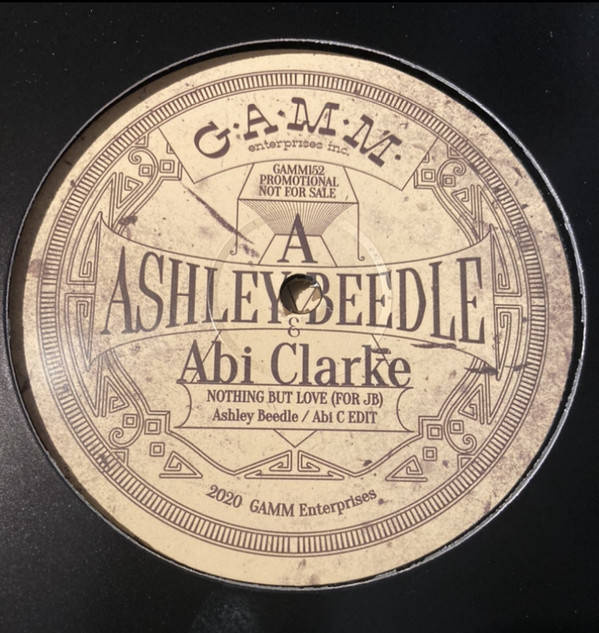 G·A·M·M·
enterprises inc.
GAMM152
PROMOTIONAL
NOT FOR SALE
A
ASHLEY BEEDLE
&
Abi Clarke
NOTHING BUT LOVE (FOR JB)
Ashley Beedle / Abi C EDIT
2020 GAMM Enterprises